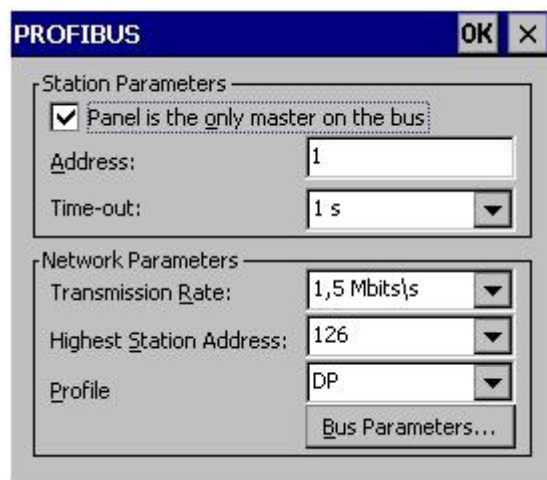 PROFIBUS OK ×
Station Parameters
Panel is the only master on the bus
Address: 1
Time-out: 1 s
Network Parameters
Transmission Rate: 1,5 Mbits\s
Highest Station Address: 126
Profile DP
Bus Parameters...